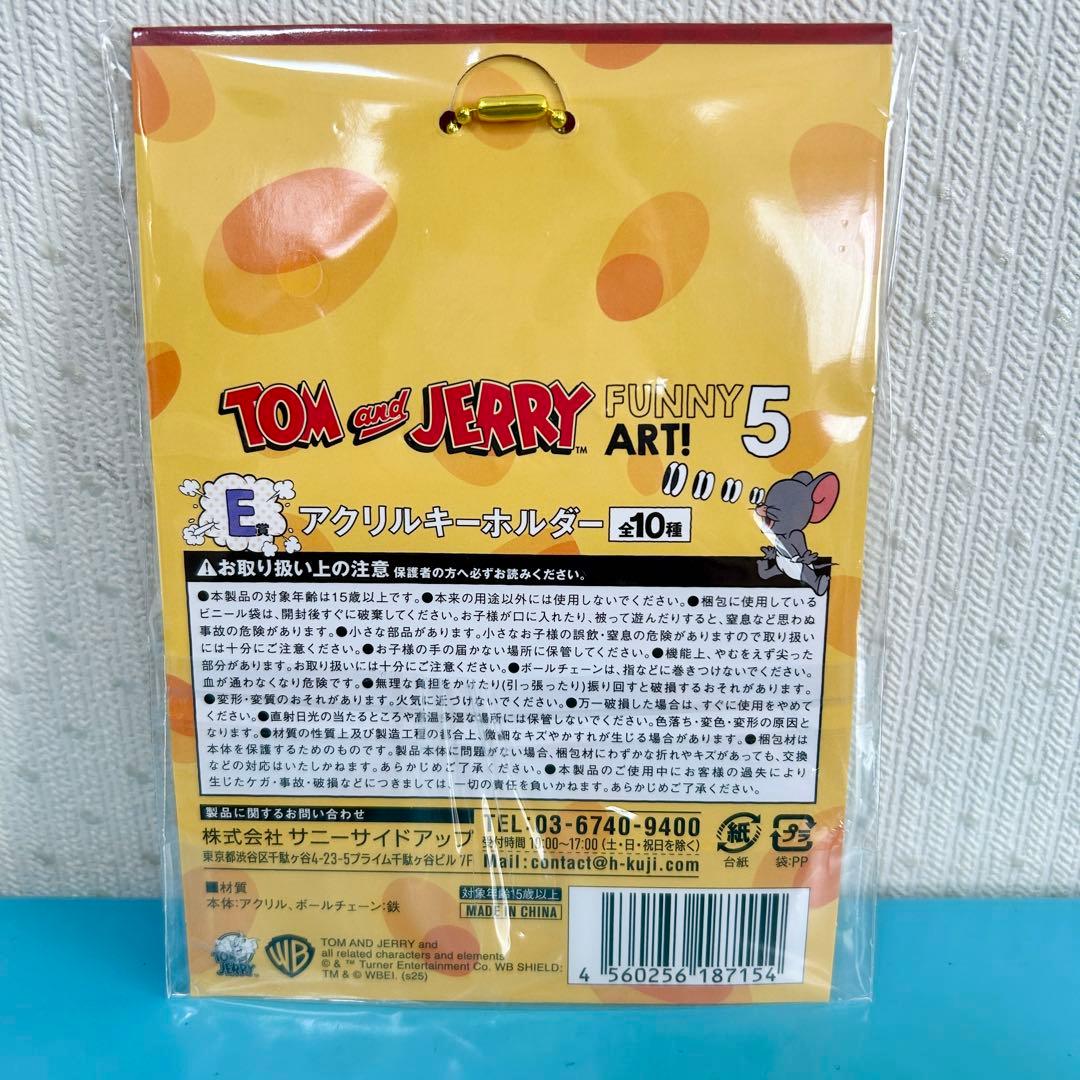 TOM and JERRY™ FUNNY ART! 5
E賞 アクリルキーホルダー 全10種
お取り扱い上の注意 保護者の方へ必ずお読みください。
●本製品の対象年齢は15歳以上です。●本来の用途以外には使用しないでください。●梱包に使用している
ビニール袋は、開封後すぐに破棄してください。お子様が口に入れたり、被って遊んだりすると、窒息など思わぬ
事故の危険があります。●小さな部品があります。小さなお子様の誤飲・窒息の危険がありますので取り扱い
には十分にご注意ください。●お子様の手の届かない場所に保管してください。●機能上、やむをえず尖った
部分があります。お取り扱いには十分にご注意ください。●ボールチェーンは、指などに巻きつけないでください。
血が通わなくなり危険です。●無理な負担をかけたり(引っ張ったり)振り回すと破損するおそれがあります。
●変形・変質のおそれがあります。火気に近づけないでください。●万一破損した場合は、すぐに使用をやめて
ください。●直射日光の当たるところや高温多湿な場所には保管しないでください。色落ち・変色・変形の原因と
なります。●材質の性質上及び製造工程の都合上、微細なキズやかすれが生じる場合があります。●梱包材は
本体を保護するためのものです。製品本体に問題がない場合、梱包材にわずかな折れやキズがあっても、交換
などの対応はいたしかねます。あらかじめご了承ください。●本製品のご使用中にお客様の過失により
生じたケガ・事故・破損などにつきましては、一切の責任を負いかねます。あらかじめご了承ください。
製品に関するお問い合わせ
株式会社 サニーサイドアップ
東京都渋谷区千駄ヶ谷4-23-5プライム千駄ヶ谷ビル 7F
TEL:03-6740-9400
受付時間 10:00〜17:00 (土・日・祝日を除く)
Mail:contact@h-kuji.com
紙
台紙
プラ
袋:PP
■材質
本体:アクリル、ボールチェーン:鉄
対象年齢15歳以上
MADE IN CHINA
TOM and JERRY
WB
TOM AND JERRY and
all related characters and elements
© & ™ Turner Entertainment Co. WB SHIELD:
TM & © WBEI. (s25)
4 560256 187154